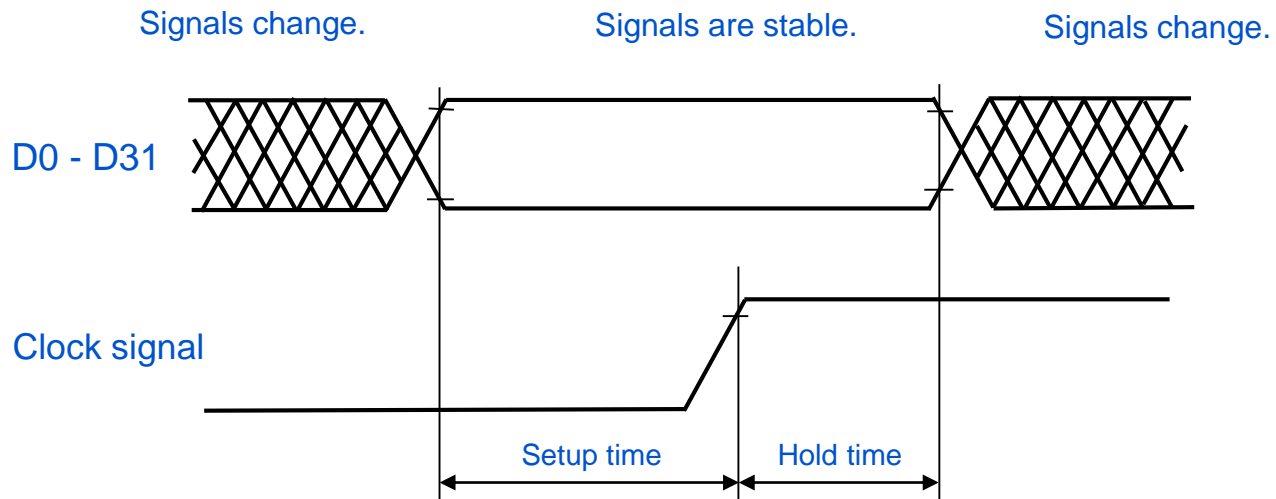 Signals change.
Signals are stable.
Signals change.
D0 - D31
Clock signal
Setup time
Hold time